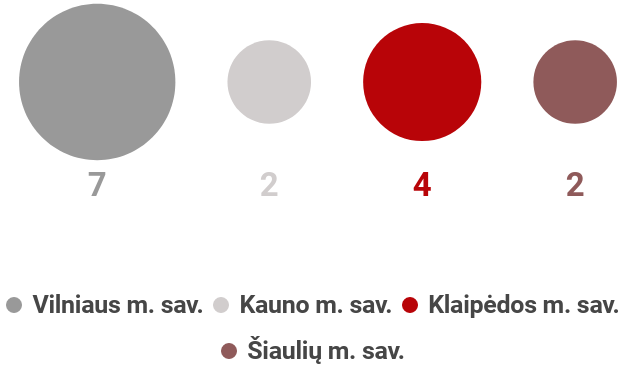 7 2 4 2
Vilniaus m. sav. Kauno m. sav. Klaipėdos m. sav.
Šiaulių m. sav.